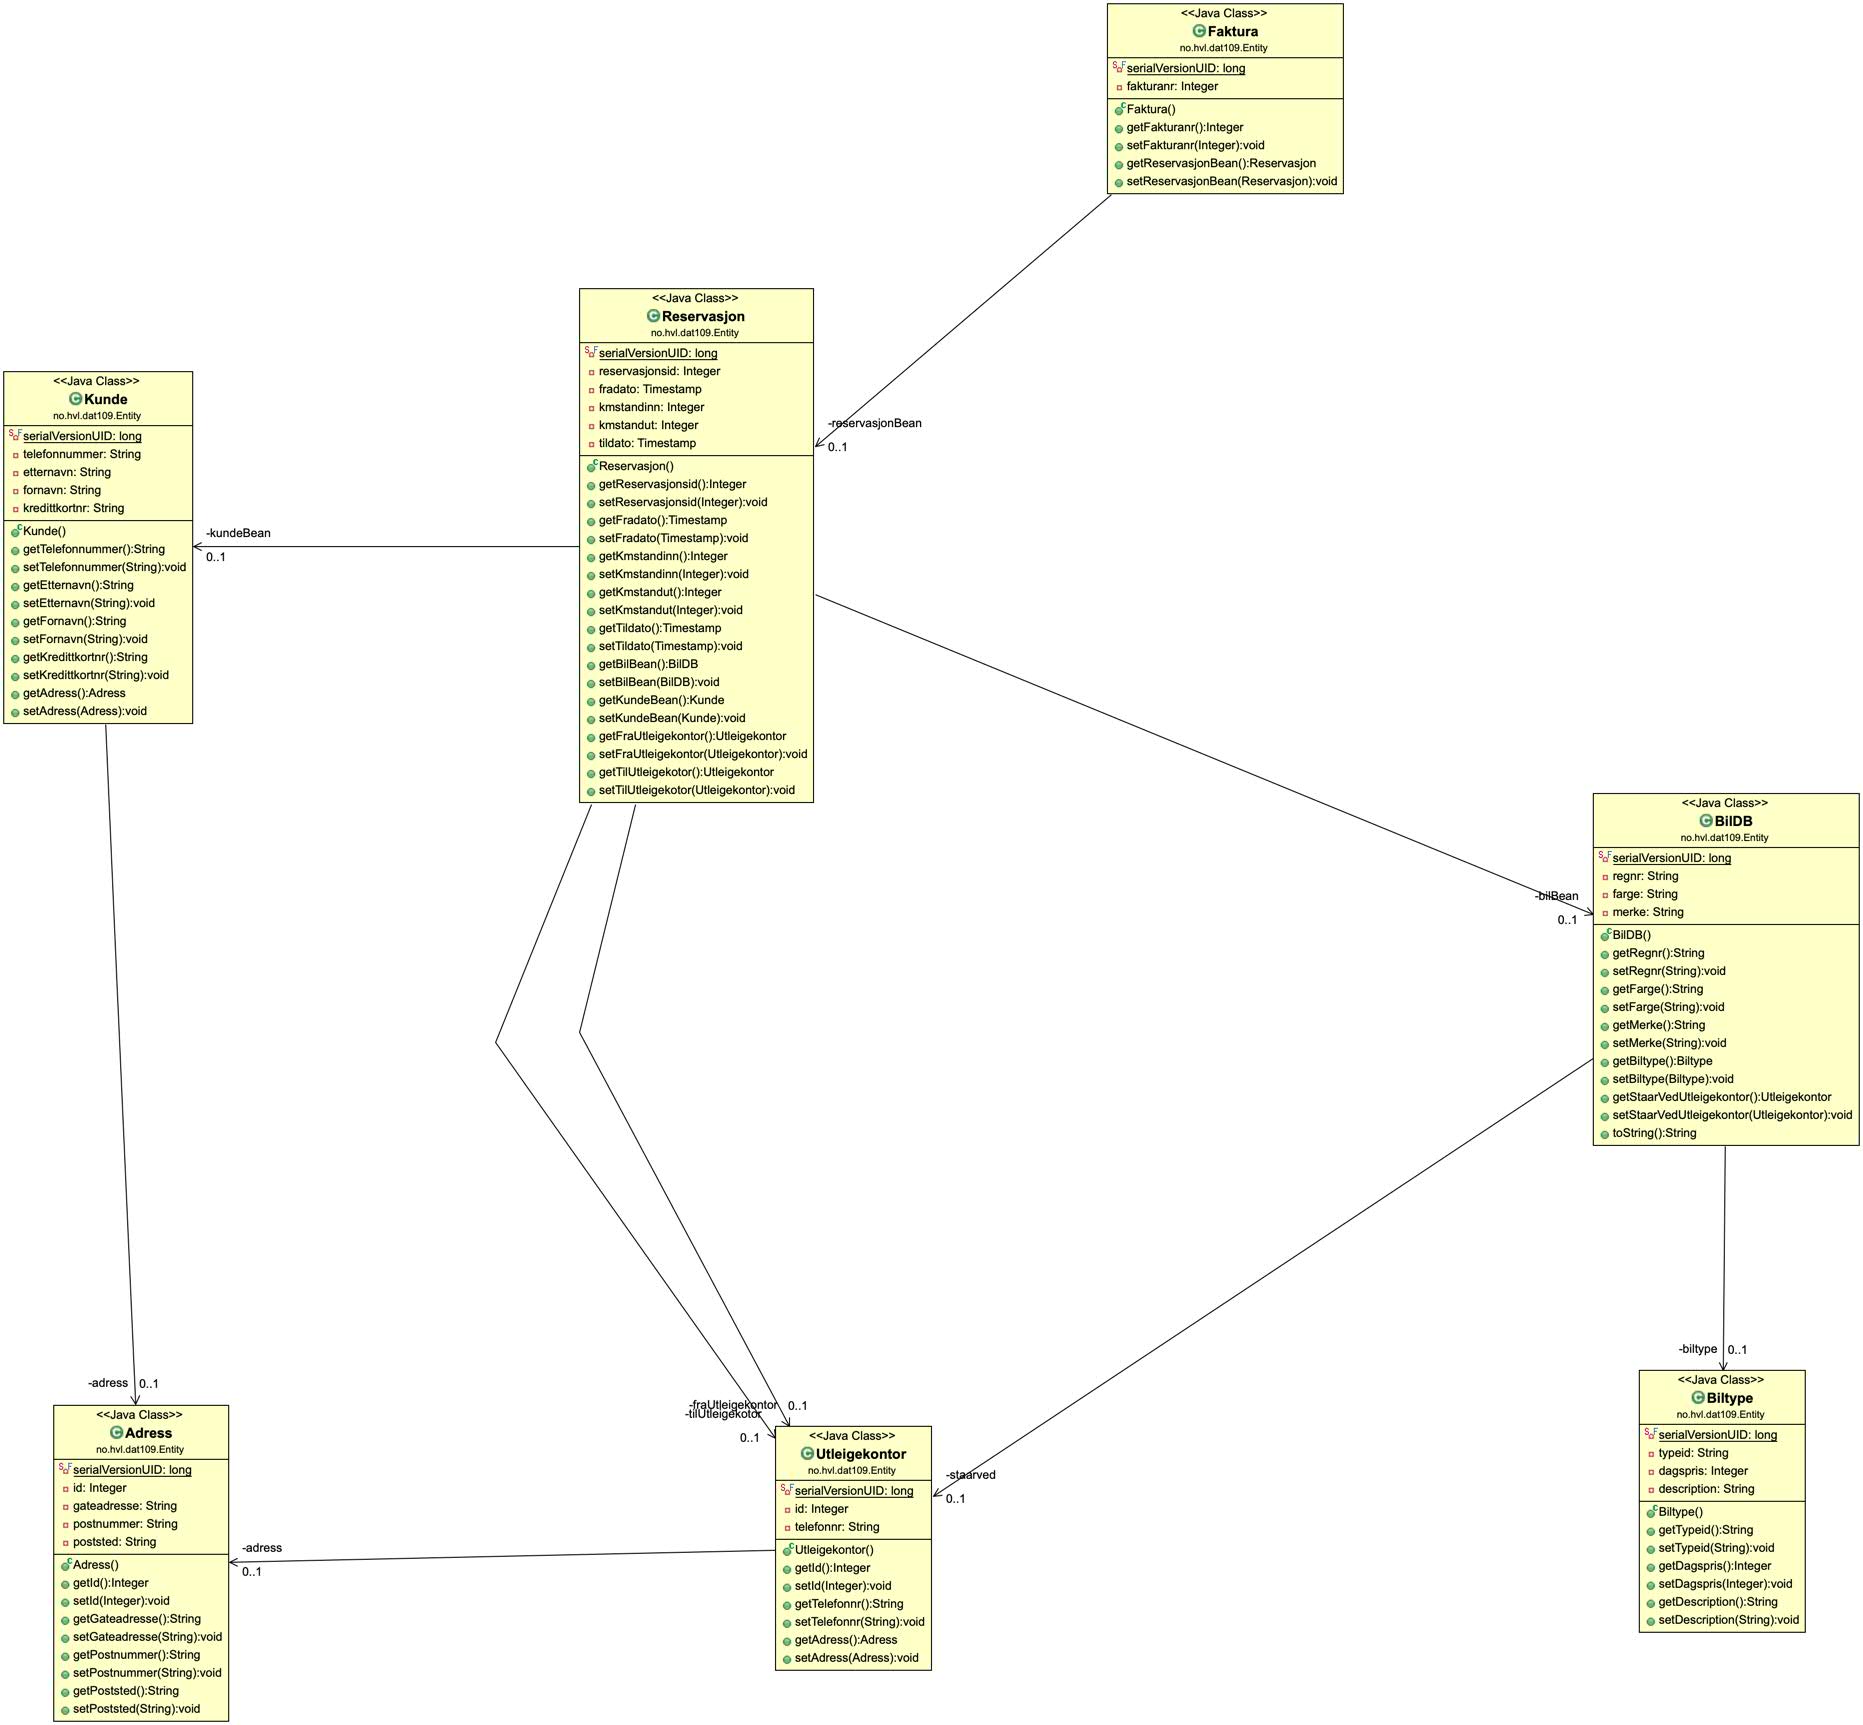 <<Java Class>>
Faktura
no.hvl.dat109.Entity
serialVersionUID: long
fakturanr: Integer
Faktura()
getFakturanr():Integer
setFakturanr(Integer):void
getReservasjonBean():Reservasjon
setReservasjonBean(Reservasjon):void
-reservasjonBean
0..1
<<Java Class>>
Reservasjon
no.hvl.dat109.Entity
serialVersionUID: long
reservasjonsid: Integer
fradato: Timestamp
kmstandinn: Integer
kmstandut: Integer
tildato: Timestamp
Reservasjon()
getReservasjonsid():Integer
setReservasjonsid(Integer):void
getFradato():Timestamp
setFradato(Timestamp):void
getKmstandinn():Integer
setKmstandinn(Integer):void
getKmstandut():Integer
setKmstandut(Integer):void
getTildato():Timestamp
setTildato(Timestamp):void
getBilBean():BilDB
setBilBean(BilDB):void
getKundeBean():Kunde
setKundeBean(Kunde):void
getFraUtleigekontor():Utleigekontor
setFraUtleigekontor(Utleigekontor):void
getTilUtleigekotor():Utleigekontor
setTilUtleigekotor(Utleigekontor):void
<<Java Class>>
Kunde
no.hvl.dat109.Entity
serialVersionUID: long
telefonnummer: String
etternavn: String
fornavn: String
kredittkortnr: String
Kunde()
getTelefonnummer():String
setTelefonnummer(String):void
getEtternavn():String
setEtternavn(String):void
getFornavn():String
setFornavn(String):void
getKredittkortnr():String
setKredittkortnr(String):void
getAdress():Adress
setAdress(Adress):void
-kundeBean
0..1
-bilBean
0..1
<<Java Class>>
BilDB
no.hvl.dat109.Entity
serialVersionUID: long
regnr: String
farge: String
merke: String
BilDB()
getRegnr():String
setRegnr(String):void
getFarge():String
setFarge(String):void
getMerke():String
setMerke(String):void
getBiltype():Biltype
setBiltype(Biltype):void
getStaarVedUtleigekontor():Utleigekontor
setStaarVedUtleigekontor(Utleigekontor):void
toString():String
-adress 0..1
<<Java Class>>
Adress
no.hvl.dat109.Entity
serialVersionUID: long
id: Integer
gateadresse: String
postnummer: String
poststed: String
Adress()
getId():Integer
setId(Integer):void
getGateadresse():String
setGateadresse(String):void
getPostnummer():String
setPostnummer(String):void
getPoststed():String
setPoststed(String):void
-adress
0..1
-fraUtleigekontor 0..1
-tilUtleigekotor
0..1
<<Java Class>>
Utleigekontor
no.hvl.dat109.Entity
serialVersionUID: long
id: Integer
telefonnr: String
Utleigekontor()
getId():Integer
setId(Integer):void
getTelefonnr():String
setTelefonnr(String):void
getAdress():Adress
setAdress(Adress):void
-staarved
0..1
-biltype 0..1
<<Java Class>>
Biltype
no.hvl.dat109.Entity
serialVersionUID: long
typeid: String
dagspris: Integer
description: String
Biltype()
getTypeid():String
setTypeid(String):void
getDagspris():Integer
setDagspris(Integer):void
getDescription():String
setDescription(String):void